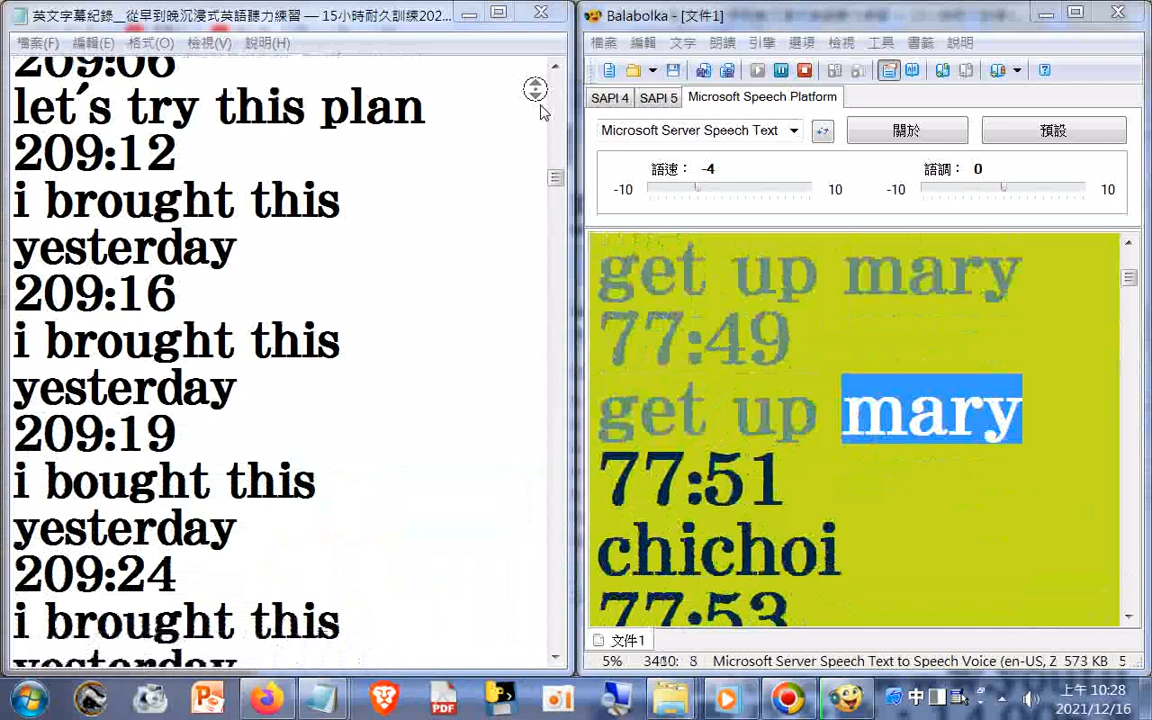 英文字幕紀錄__從早到晚沉浸式英語聽力練習 — 15小時耐久訓練202...
檔案(F) 編輯(E) 格式(O) 檢視(V) 說明(H)
209:06
let's try this plan
209:12
i brought this
yesterday
209:16
i brought this
yesterday
209:19
i bought this
yesterday
209:24
i brought this
yesterday
Balabolka - [文件1]
檔案 編輯 文字 朗讀 引擎 選項 檢視 工具 書籤 說明
SAPI 4 SAPI 5 Microsoft Speech Platform
Microsoft Server Speech Text 關於 預設
語速： -4 語調： 0
-10 10 -10 10
get up mary
77:49
get up mary
77:51
chichoi
77:53
文件1
5% 3410: 8 Microsoft Server Speech Text to Speech Voice (en-US, Z 573 KB 5
PDF
中
上午 10:28
2021/12/16